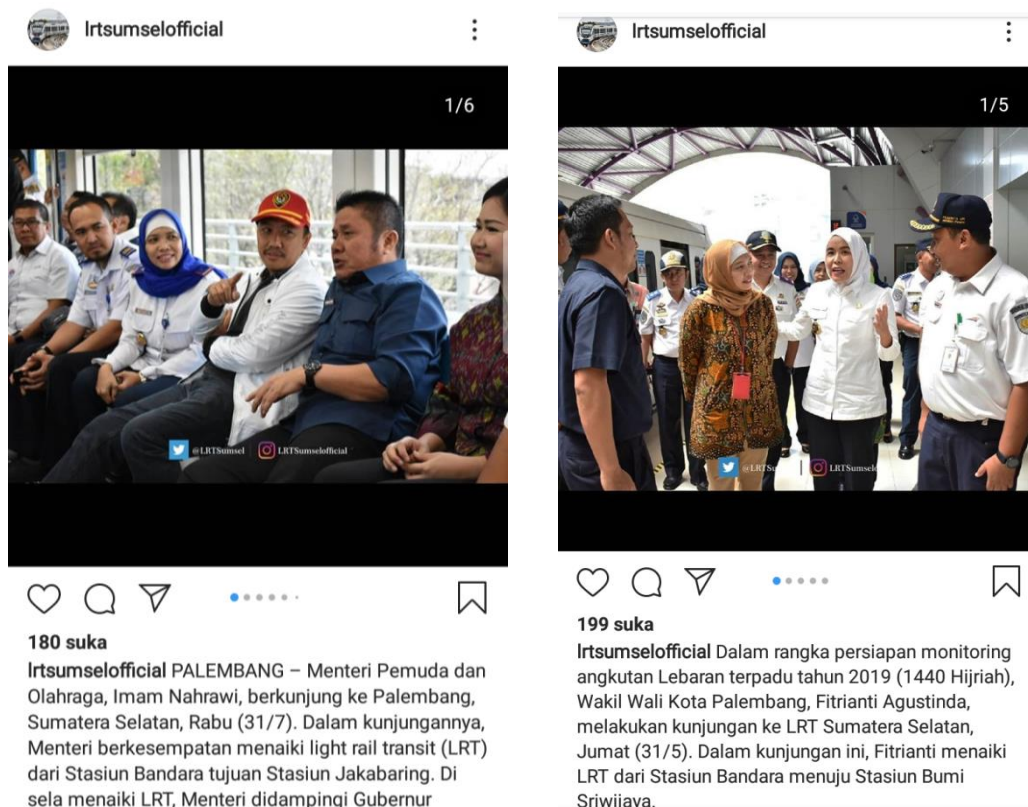 lrtsumselofficial
1/6
@LRTSumsel LRTSumselofficial
180 suka
lrtsumselofficial PALEMBANG – Menteri Pemuda dan
Olahraga, Imam Nahrawi, berkunjung ke Palembang,
Sumatera Selatan, Rabu (31/7). Dalam kunjungannya,
Menteri berkesempatan menaiki light rail transit (LRT)
dari Stasiun Bandara tujuan Stasiun Jakabaring. Di
sela menaiki LRT, Menteri didampingi Gubernur
lrtsumselofficial
1/5
@LRTSu | LRTSumsel
199 suka
lrtsumselofficial Dalam rangka persiapan monitoring
angkutan Lebaran terpadu tahun 2019 (1440 Hijriah),
Wakil Wali Kota Palembang, Fitrianti Agustinda,
melakukan kunjungan ke LRT Sumatera Selatan,
Jumat (31/5). Dalam kunjungan ini, Fitrianti menaiki
LRT dari Stasiun Bandara menuju Stasiun Bumi
Sriwijaya.